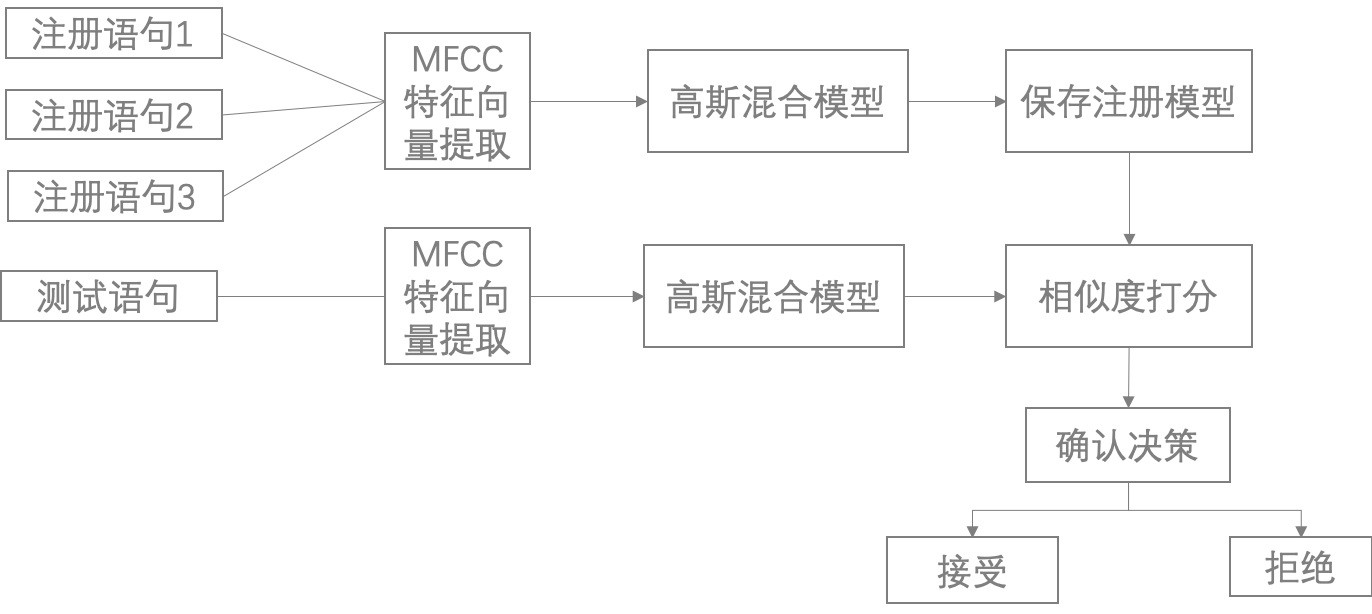 注册语句1
注册语句2
注册语句3
MFCC
特征向
量提取
高斯混合模型
保存注册模型
测试语句
MFCC
特征向
量提取
高斯混合模型
相似度打分
确认决策
接受
拒绝